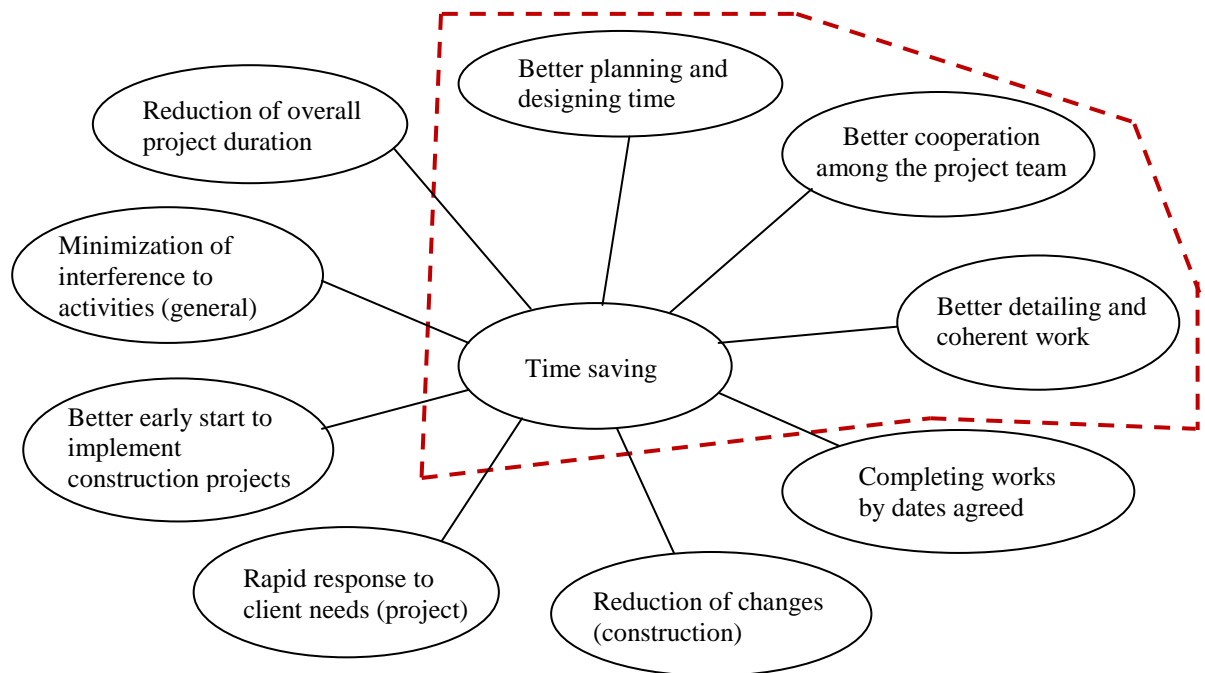 Better planning and
designing time
Reduction of overall
project duration
Better cooperation
among the project team
Minimization of
interference to
activities (general)
Better detailing and
coherent work
Time saving
Better early start to
implement
construction projects
Completing works
by dates agreed
Rapid response to
client needs (project)
Reduction of changes
(construction)